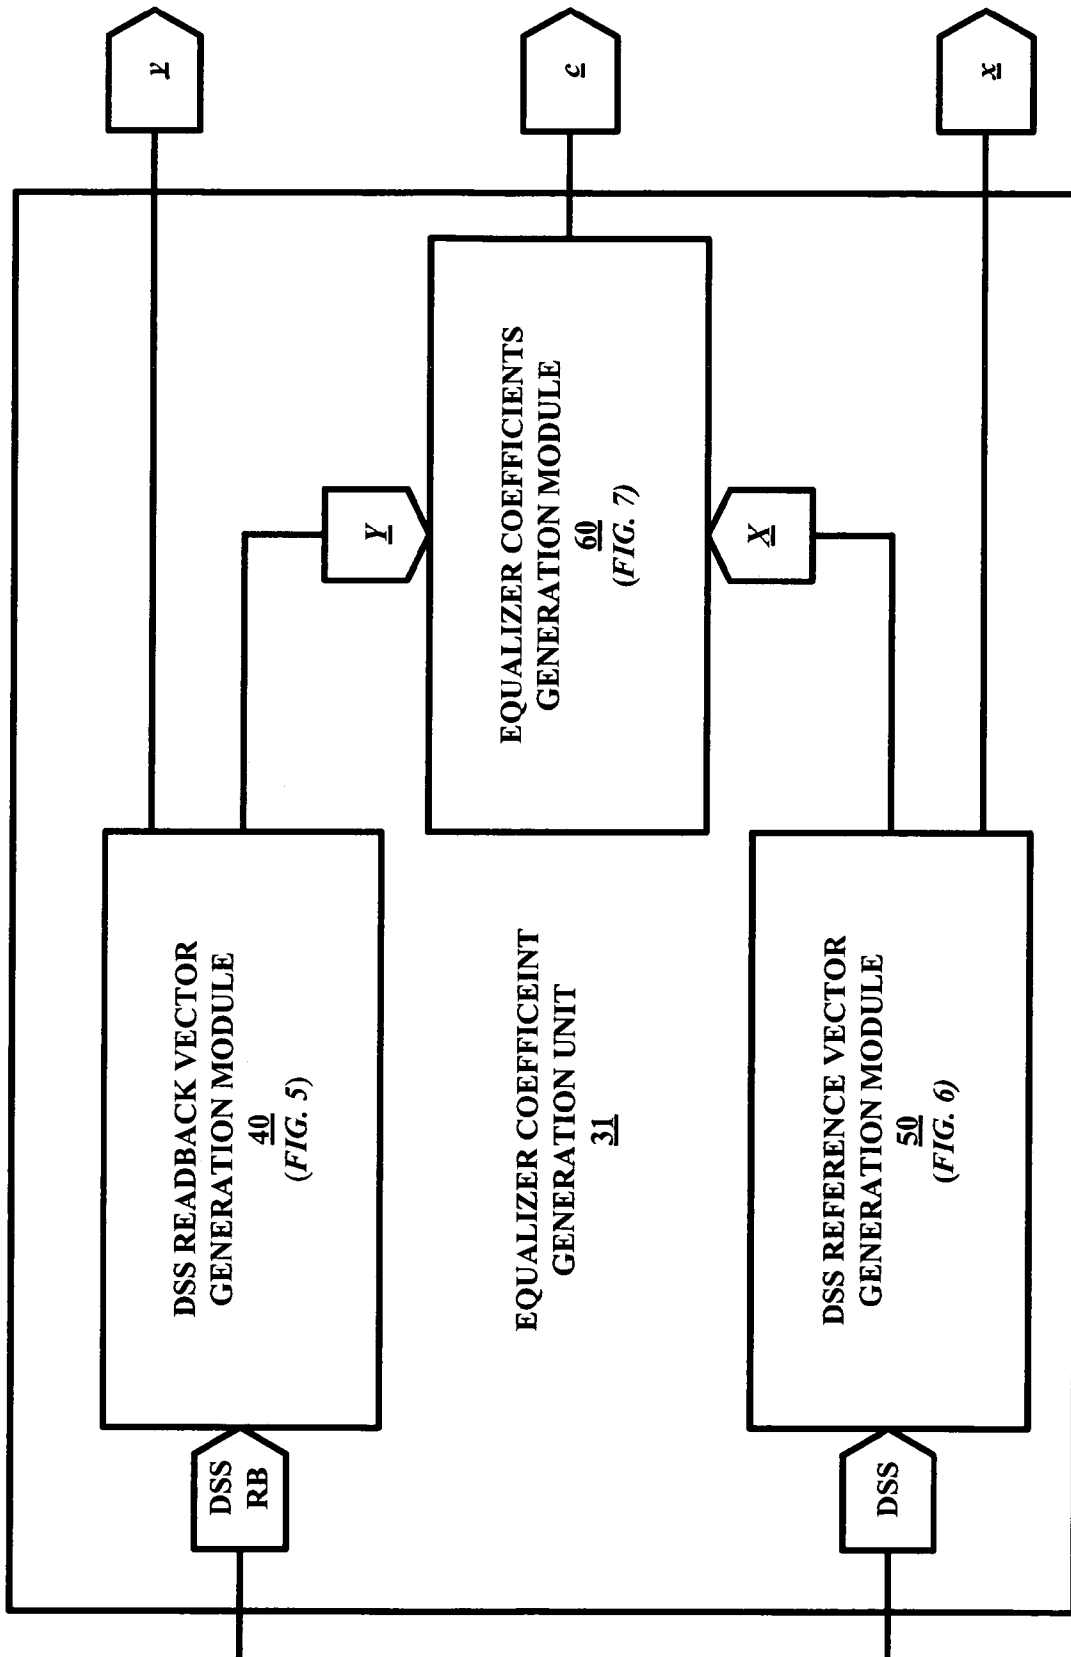 DSS
RB
DSS READBACK VECTOR
GENERATION MODULE
40
(FIG. 5)
y
Y
EQUALIZER COEFFICIENTS
GENERATION MODULE
60
(FIG. 7)
c
EQUALIZER COEFFICEINT
GENERATION UNIT
31
X
DSS
DSS REFERENCE VECTOR
GENERATION MODULE
50
(FIG. 6)
x